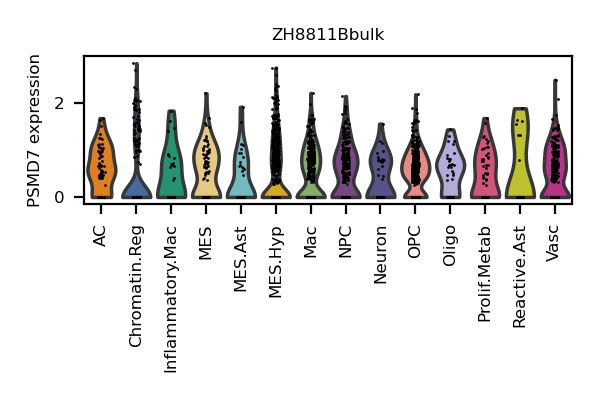 ZH8811Bbulk
PSMD7 expression
2
0
AC
Chromatin.Reg
Inflammatory.Mac
MES
MES.Ast
MES.Hyp
Mac
NPC
Neuron
OPC
Oligo
Prolif.Metab
Reactive.Ast
Vasc